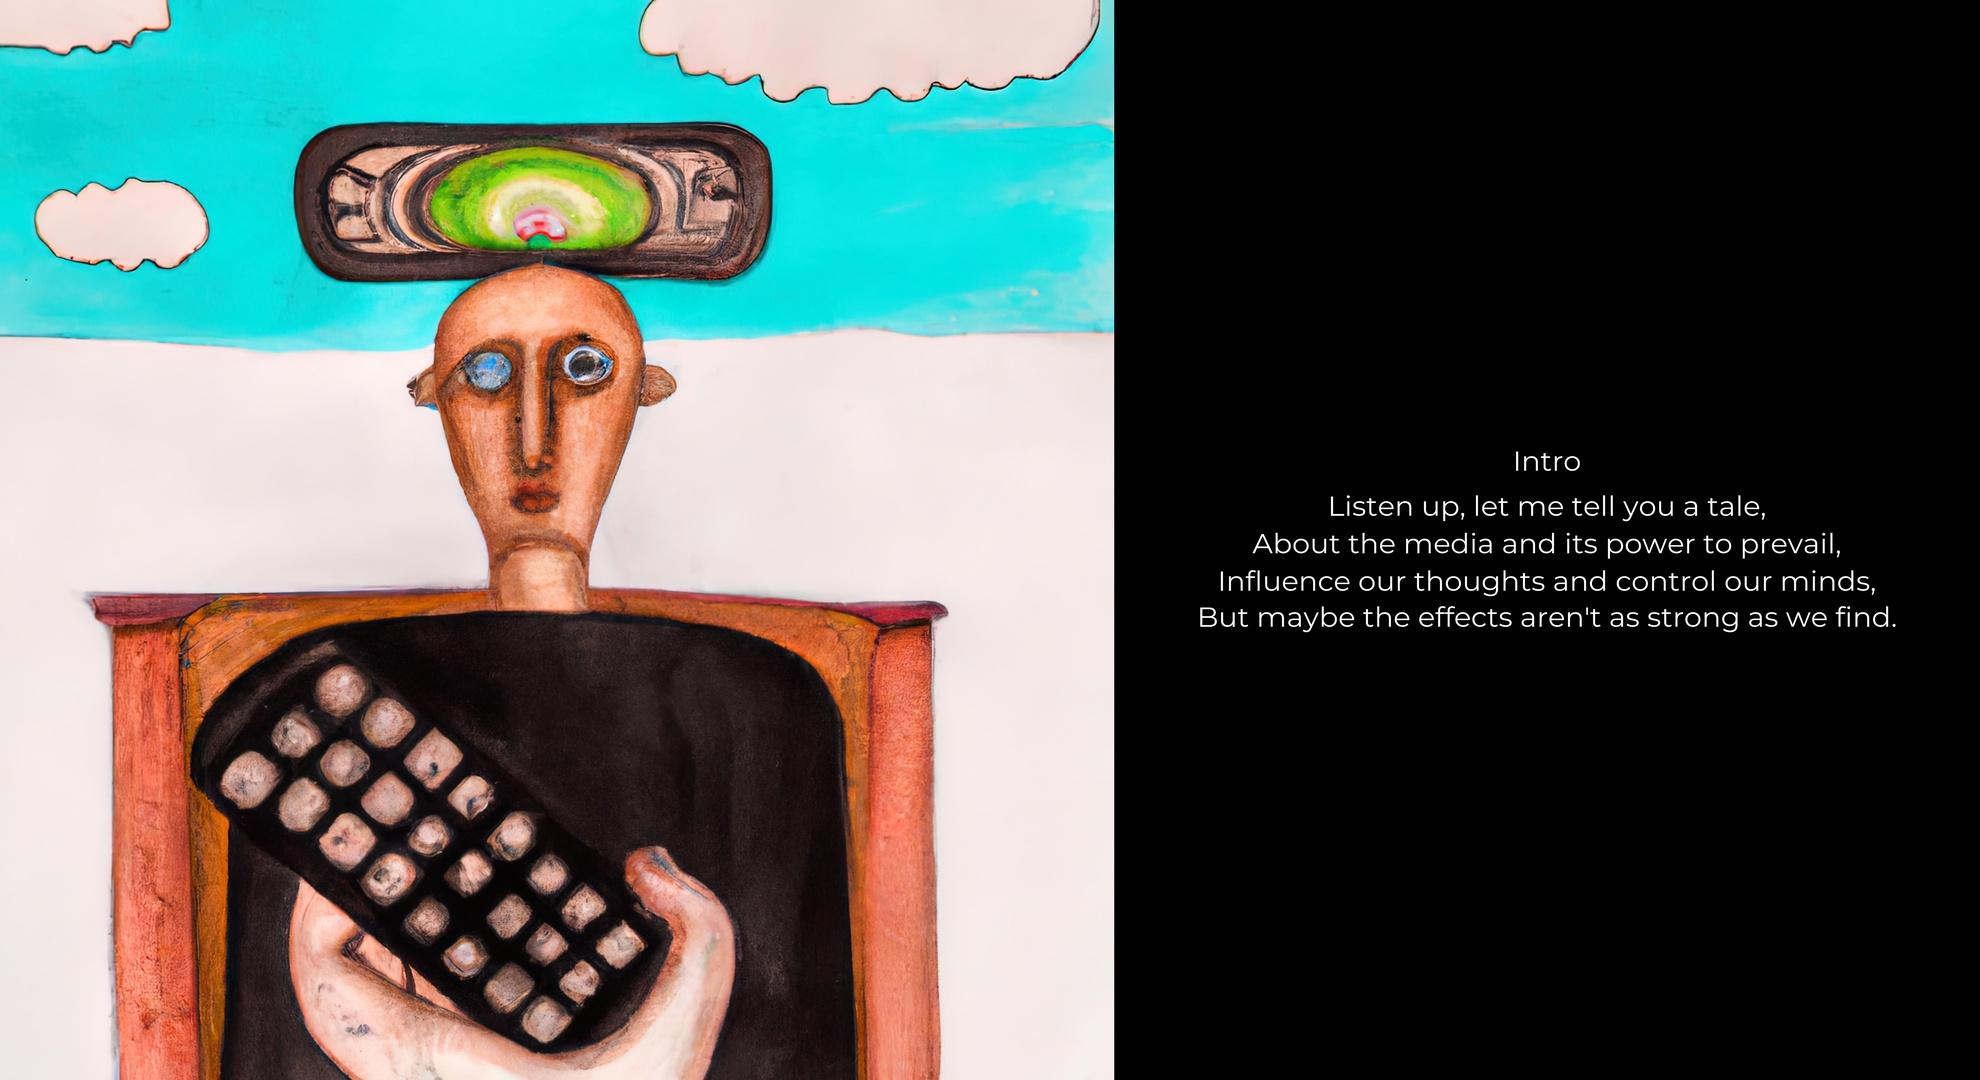 Intro
Listen up, let me tell you a tale,
About the media and its power to prevail,
Influence our thoughts and control our minds,
But maybe the effects aren't as strong as we find.